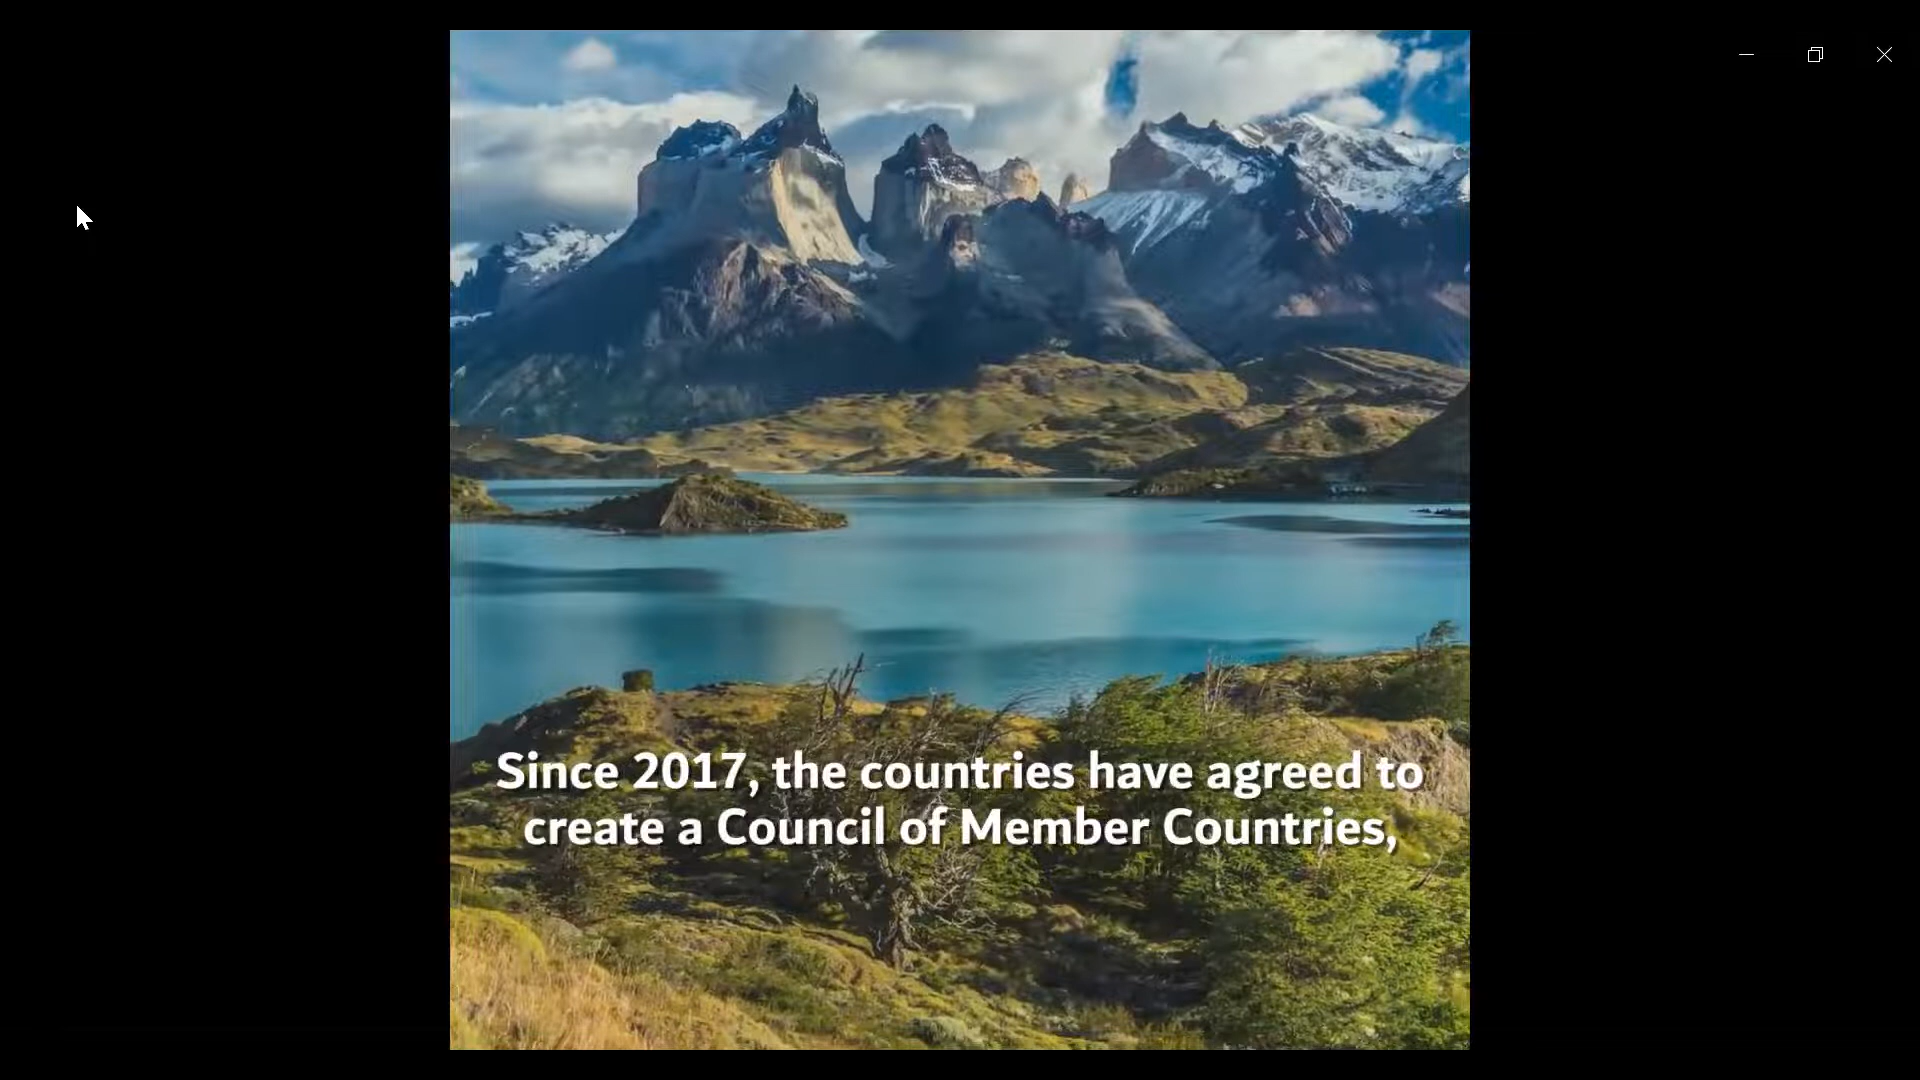 Since 2017, the countries have agreed to
create a Council of Member Countries,